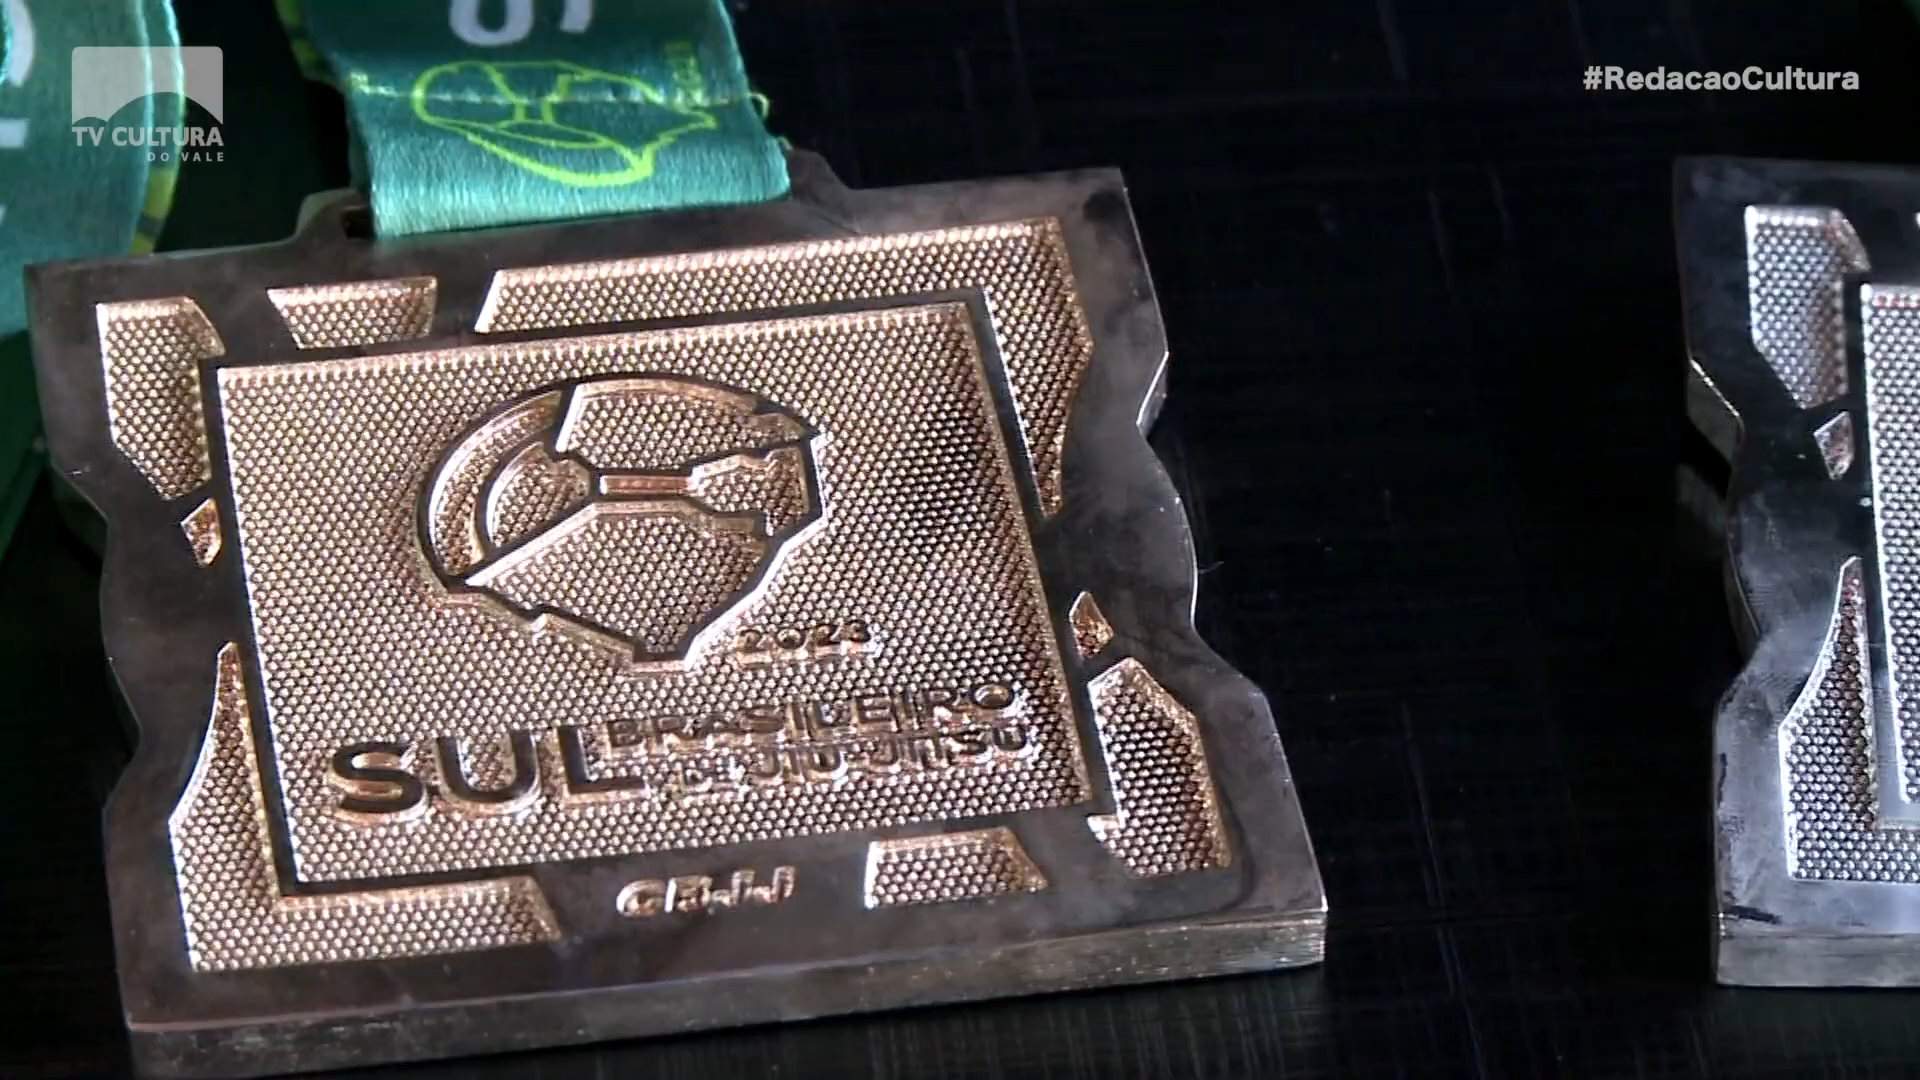 TV CULTURA
DO VALE
#RedacaoCultura
2023
SUL BRASILEIRO
DE JIU-JITSU
CBJJ